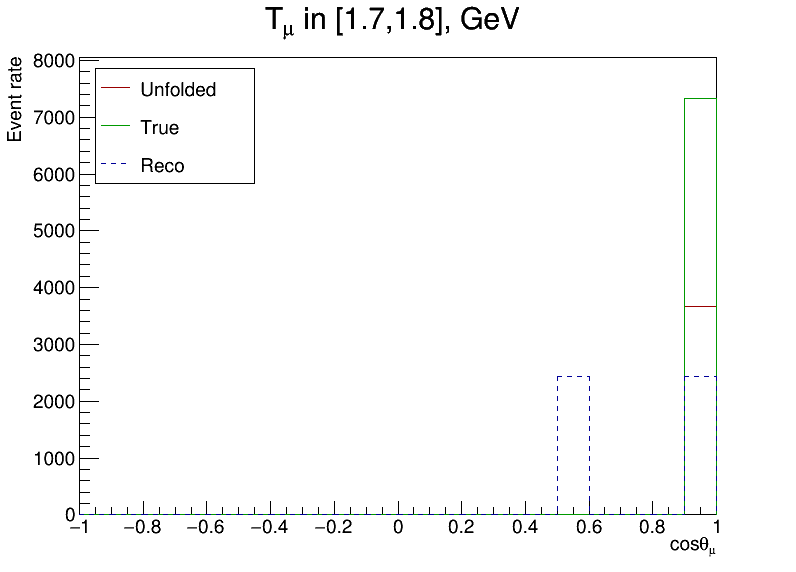 Tμ in [1.7,1.8], GeV
Event rate
8000
7000
6000
5000
4000
3000
2000
1000
0
Unfolded
True
Reco
−1 −0.8 −0.6 −0.4 −0.2 0 0.2 0.4 0.6 0.8 1
cosθμ